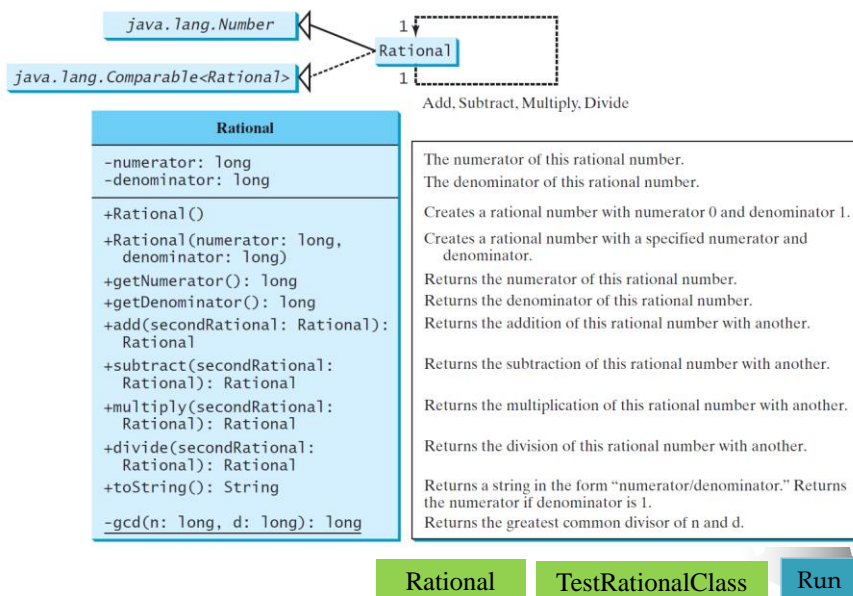 java.lang.Number
java.lang.Comparable<Rational>
1
Rational
1
Add, Subtract, Multiply, Divide
Rational
-numerator: long
-denominator: long
+Rational()
+Rational(numerator: long,
denominator: long)
+getNumerator(): long
+getDenominator(): long
+add(secondRational: Rational):
Rational
+subtract(secondRational:
Rational): Rational
+multiply(secondRational:
Rational): Rational
+divide(secondRational:
Rational): Rational
+toString(): String
-gcd(n: long, d: long): long
The numerator of this rational number.
The denominator of this rational number.
Creates a rational number with numerator 0 and denominator 1.
Creates a rational number with a specified numerator and
denominator.
Returns the numerator of this rational number.
Returns the denominator of this rational number.
Returns the addition of this rational number with another.
Returns the subtraction of this rational number with another.
Returns the multiplication of this rational number with another.
Returns the division of this rational number with another.
Returns a string in the form “numerator/denominator.” Returns
the numerator if denominator is 1.
Returns the greatest common divisor of n and d.
Rational
TestRationalClass
Run